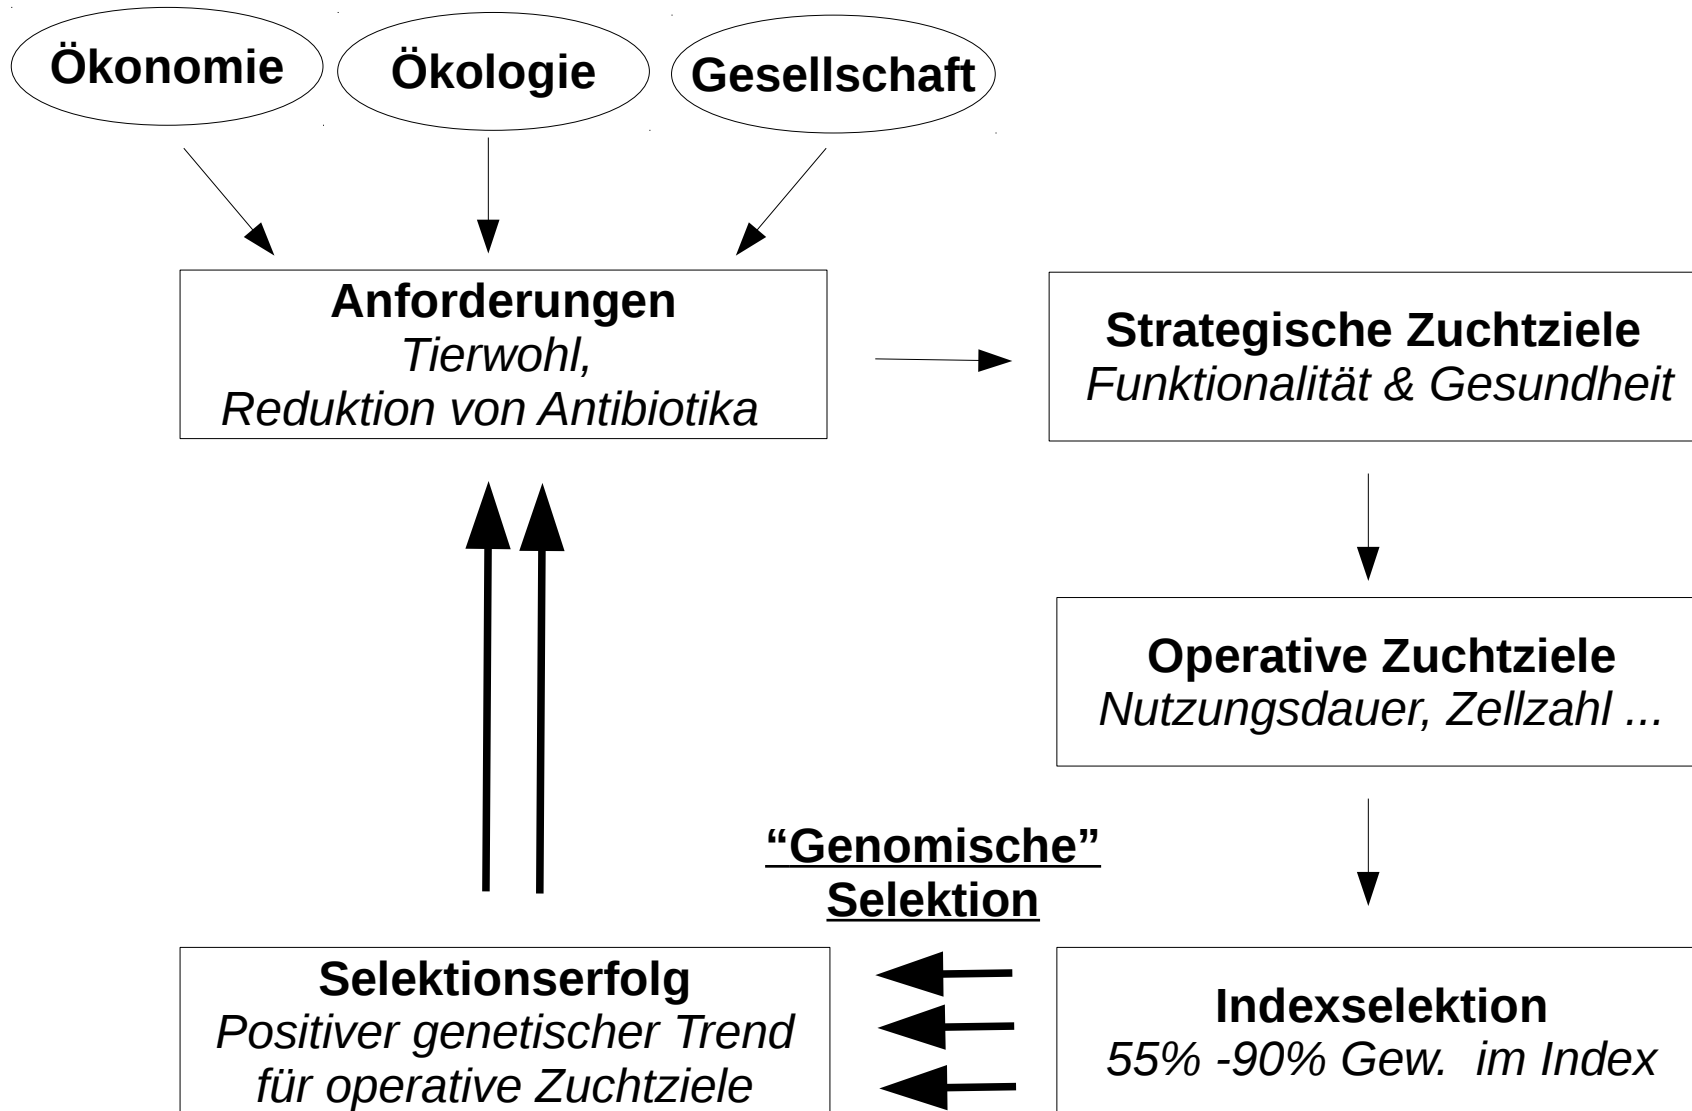 Ökonomie
Ökologie
Gesellschaft
Anforderungen
Tierwohl,
Reduktion von Antibiotika
Strategische Zuchtziele
Funktionalität & Gesundheit
Operative Zuchtziele
Nutzungsdauer, Zellzahl ...
“Genomische”
Selektion
Selektionserfolg
Positiver genetischer Trend
für operative Zuchtziele
Indexselektion
55% -90% Gew.  im Index